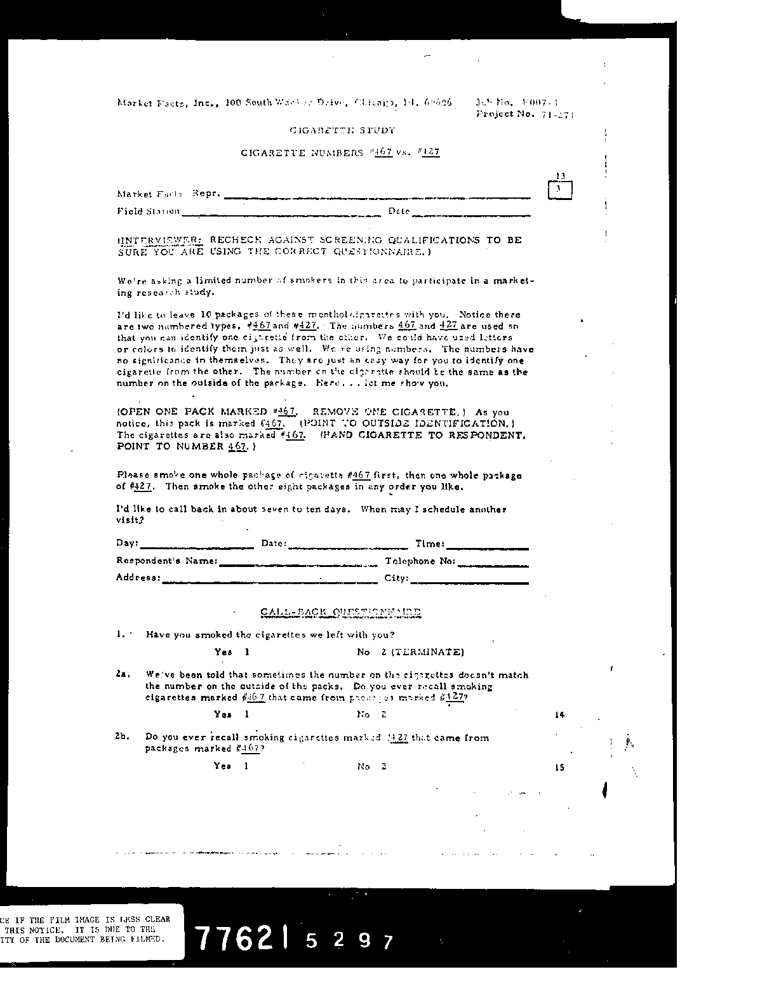 Market Facts, Inc., 100 South Wacker Drive, Chicago, Ill. 60606 Job No.
Project No. 71-271
CIGARETTE STUDY
CIGARETTE NUMBERS #467 vs. #427
13
3
Market Facts Repr.
Field Station Date
(INTERVIEWER: RECHECK AGAINST SCREENING QUALIFICATIONS TO BE
SURE YOU ARE USING THE CORRECT QUESTIONNAIRE.)
We're asking a limited number of smokers in this area to participate in a market-
ing research study.
I'd like to leave 10 packages of these menthol cigarettes with you. Notice there
are two numbered types, #467 and #427. The numbers 467 and 427 are used so
that you can identify one cigarette from the other. We could have used letters
or colors to identify them just as well. We're using numbers. The numbers have
no significance in themselves. They are just an easy way for you to identify one
cigarette from the other. The number on the cigarette should be the same as the
number on the outside of the package. Here. . . let me show you.
(OPEN ONE PACK MARKED #467. REMOVE ONE CIGARETTE.) As you
notice, this pack is marked #467. (POINT TO OUTSIDE IDENTIFICATION.)
The cigarettes are also marked #467. (HAND CIGARETTE TO RESPONDENT.
POINT TO NUMBER 467.)
Please smoke one whole package of cigarette #467 first, then one whole package
of #427. Then smoke the other eight packages in any order you like.
I'd like to call back in about seven to ten days. When may I schedule another
visit?
Day: Date: Time:
Respondent's Name: Telephone No:
Address: City:
CALL-BACK QUESTIONNAIRE
1. Have you smoked the cigarettes we left with you?
Yes 1 No 2 (TERMINATE)
2a. We've been told that sometimes the number on the cigarettes doesn't match
the number on the outside of the packs. Do you ever recall smoking
cigarettes marked #467 that came from packages marked #427?
Yes 1 No 2 14
2b. Do you ever recall smoking cigarettes marked #427 that came from
packages marked #467?
Yes 1 No 2 15
CE IF THE FILM IMAGE IS LESS CLEAR
THIS NOTICE. IT IS DUE TO THE
ITY OF THE DOCUMENT BEING FILMED.
77621 5297